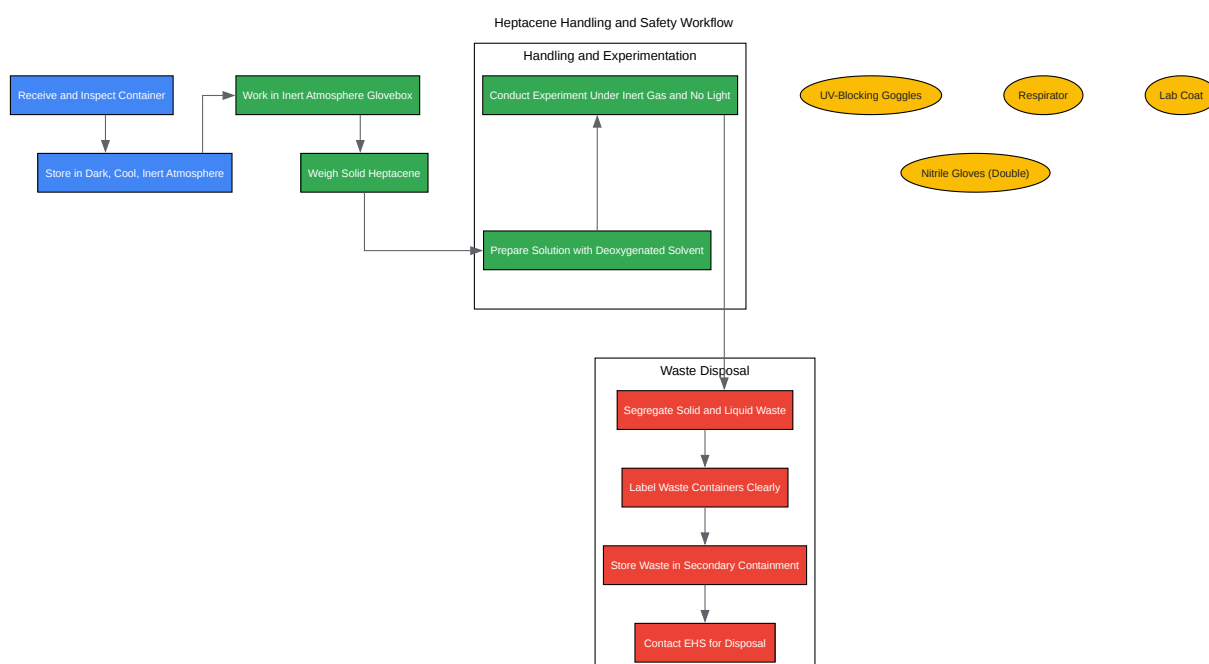 Heptacene Handling and Safety Workflow
Handling and Experimentation
Receive and Inspect Container
Work in Inert Atmosphere Glovebox
Conduct Experiment Under Inert Gas and No Light
UV-Blocking Goggles
Respirator
Lab Coat
Store in Dark, Cool, Inert Atmosphere
Weigh Solid Heptacene
Nitrile Gloves (Double)
Prepare Solution with Deoxygenated Solvent
Waste Disposal
Segregate Solid and Liquid Waste
Label Waste Containers Clearly
Store Waste in Secondary Containment
Contact EHS for Disposal